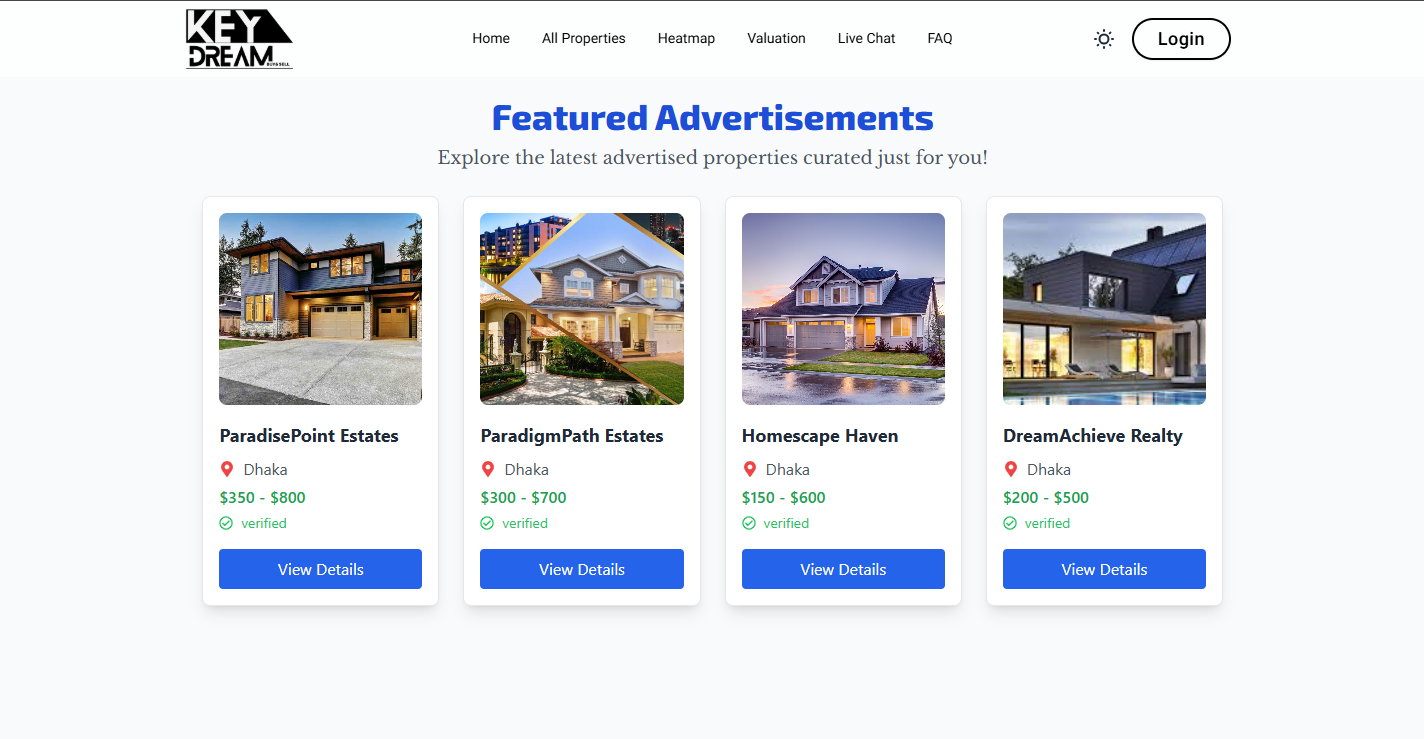 KEY
DREAM
BUY&SELL
Home All Properties Heatmap Valuation Live Chat FAQ Login
Featured Advertisements
Explore the latest advertised properties curated just for you!
ParadisePoint Estates
Dhaka
$350 - $800
verified
View Details
ParadigmPath Estates
Dhaka
$300 - $700
verified
View Details
Homescape Haven
Dhaka
$150 - $600
verified
View Details
DreamAchieve Realty
Dhaka
$200 - $500
verified
View Details